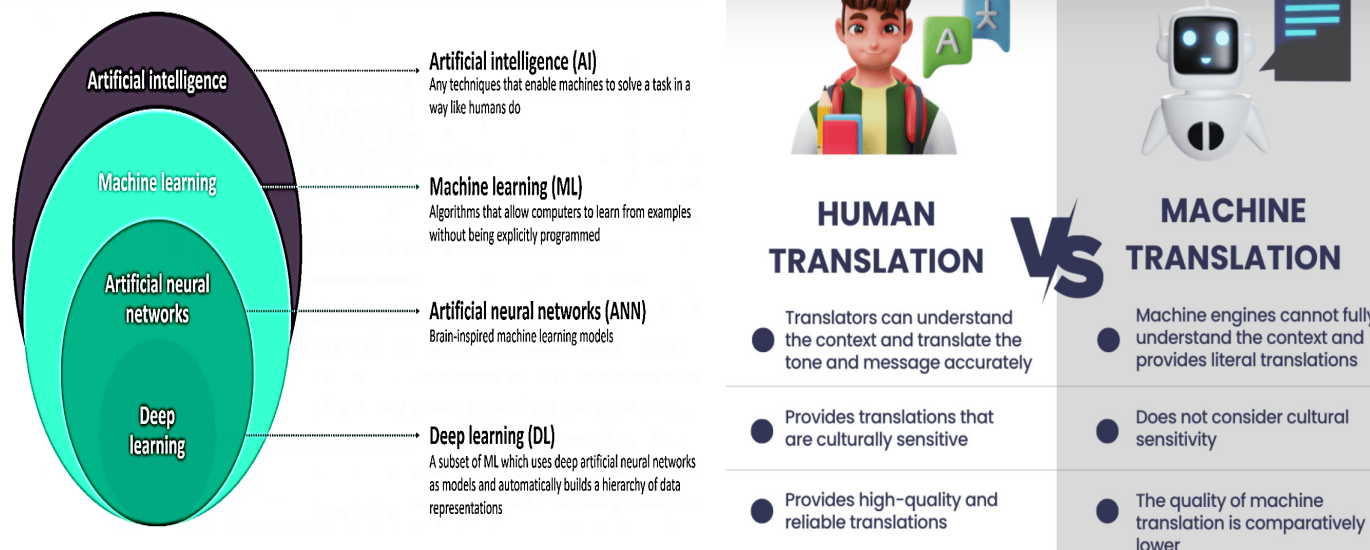 Artificial intelligence
Machine learning
Artificial neural
networks
Deep
learning
Artificial intelligence (AI)
Any techniques that enable machines to solve a task in a
way like humans do
Machine learning (ML)
Algorithms that allow computers to learn from examples
without being explicitly programmed
Artificial neural networks (ANN)
Brain-inspired machine learning models
Deep learning (DL)
A subset of ML which uses deep artificial neural networks
as models and automatically builds a hierarchy of data
representations
A
HUMAN
TRANSLATION
VS
MACHINE
TRANSLATION
Translators can understand
the context and translate the
tone and message accurately
Machine engines cannot fully
understand the context and
provides literal translations
Provides translations that
are culturally sensitive
Does not consider cultural
sensitivity
Provides high-quality and
reliable translations
The quality of machine
translation is comparatively
lower